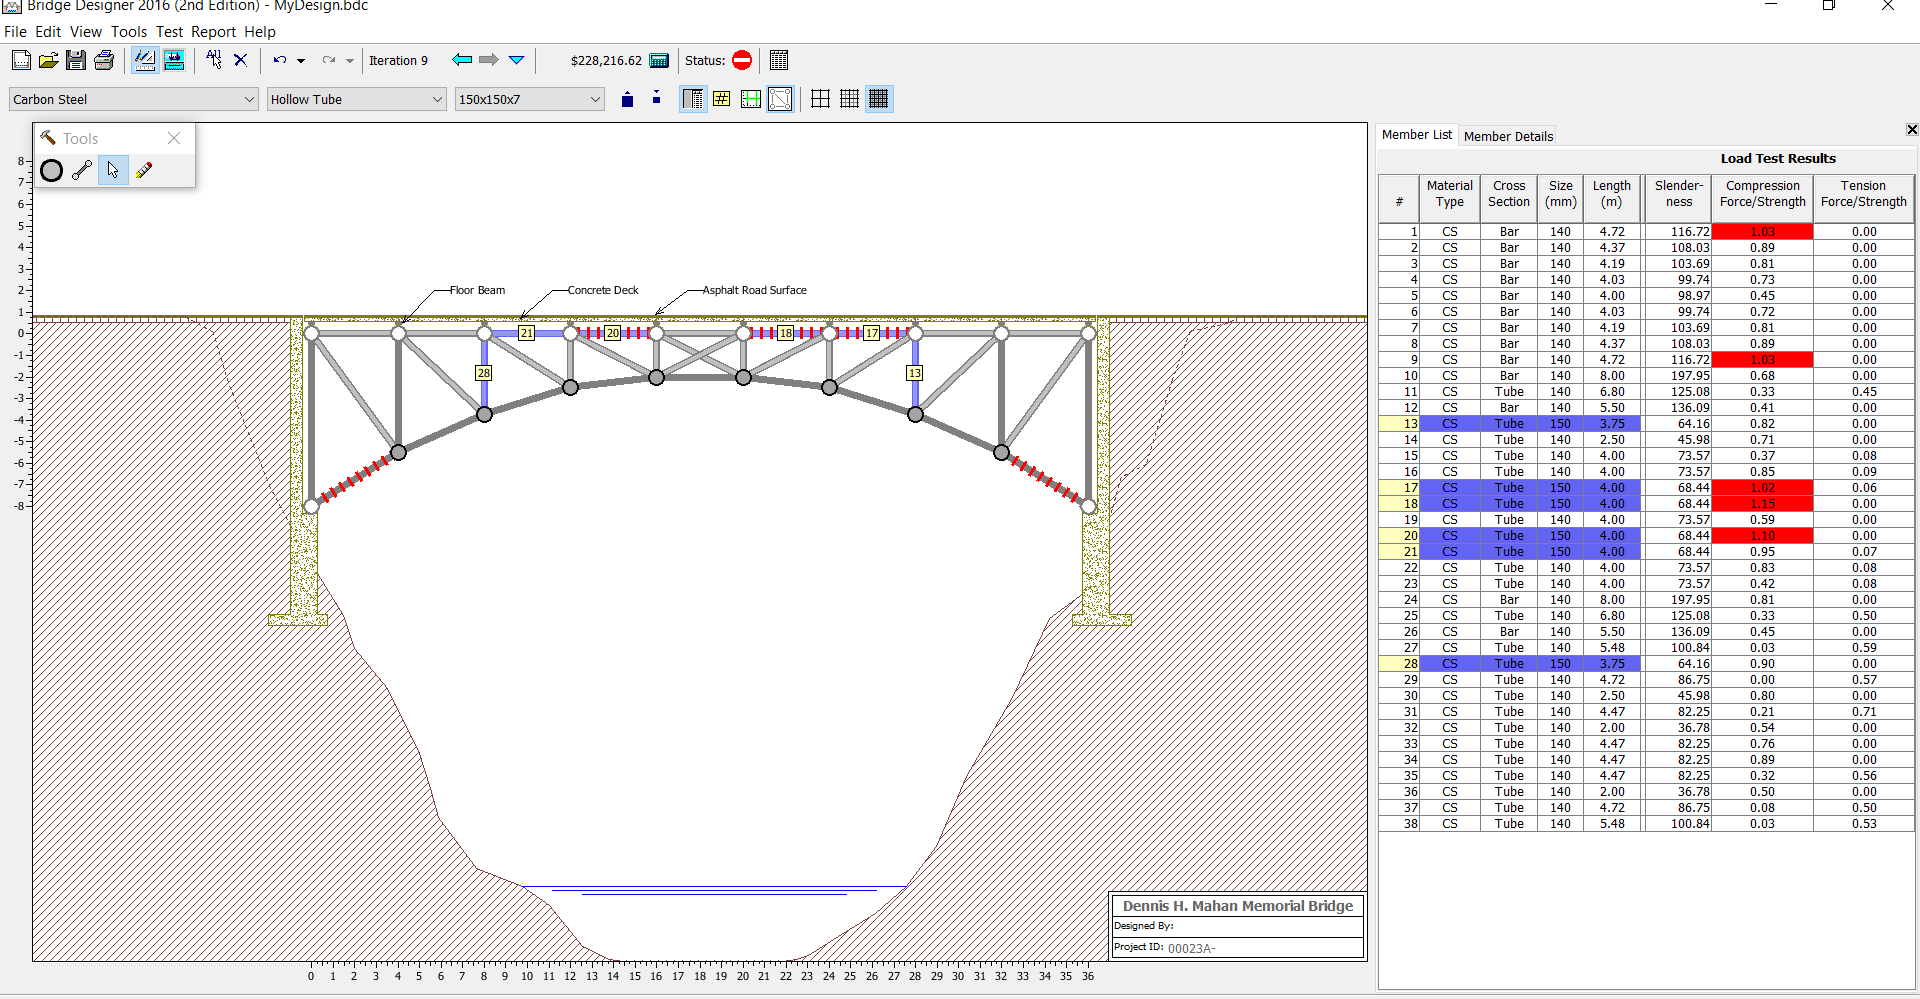 Bridge Designer 2016 (2nd Edition) - MyDesign.bdc
File Edit View Tools Test Report Help
Iteration 9 $228,216.62 Status:
Carbon Steel Hollow Tube 150x150x7
Tools
Member List Member Details
Load Test Results
# Material Type Cross Section Size (mm) Length (m) Slender-ness Compression Force/Strength Tension Force/Strength
1 CS Bar 140 4.72 116.72 1.03 0.00
2 CS Bar 140 4.37 108.03 0.89 0.00
3 CS Bar 140 4.19 103.69 0.81 0.00
4 CS Bar 140 4.03 99.74 0.73 0.00
5 CS Bar 140 4.00 98.97 0.45 0.00
6 CS Bar 140 4.03 99.74 0.72 0.00
7 CS Bar 140 4.19 103.69 0.81 0.00
8 CS Bar 140 4.37 108.03 0.89 0.00
9 CS Bar 140 4.72 116.72 1.03 0.00
10 CS Bar 140 8.00 197.95 0.68 0.00
11 CS Tube 140 6.80 125.08 0.33 0.45
12 CS Bar 140 5.50 136.09 0.41 0.00
13 CS Tube 150 3.75 64.16 0.82 0.00
14 CS Tube 140 2.50 45.98 0.71 0.00
15 CS Tube 140 4.00 73.57 0.37 0.08
16 CS Tube 140 4.00 73.57 0.85 0.09
17 CS Tube 150 4.00 68.44 1.02 0.06
18 CS Tube 150 4.00 68.44 1.15 0.00
19 CS Tube 140 4.00 73.57 0.59 0.00
20 CS Tube 150 4.00 68.44 1.10 0.00
21 CS Tube 150 4.00 68.44 0.95 0.07
22 CS Tube 140 4.00 73.57 0.83 0.08
23 CS Tube 140 4.00 73.57 0.42 0.08
24 CS Bar 140 8.00 197.95 0.81 0.00
25 CS Tube 140 6.80 125.08 0.33 0.50
26 CS Bar 140 5.50 136.09 0.45 0.00
27 CS Tube 140 5.48 100.84 0.03 0.59
28 CS Tube 150 3.75 64.16 0.90 0.00
29 CS Tube 140 4.72 86.75 0.00 0.57
30 CS Tube 140 2.50 45.98 0.80 0.00
31 CS Tube 140 4.47 82.25 0.21 0.71
32 CS Tube 140 2.00 36.78 0.54 0.00
33 CS Tube 140 4.47 82.25 0.76 0.00
34 CS Tube 140 4.47 82.25 0.89 0.00
35 CS Tube 140 4.47 82.25 0.32 0.56
36 CS Tube 140 2.00 36.78 0.50 0.00
37 CS Tube 140 4.72 86.75 0.08 0.50
38 CS Tube 140 5.48 100.84 0.03 0.53
Floor Beam Concrete Deck Asphalt Road Surface
21 20 18 17
28 13
8
7
6
5
4
3
2
1
0
-1
-2
-3
-4
-5
-6
-7
-8
Dennis H. Mahan Memorial Bridge
Designed By:
Project ID: 00023A-
0 1 2 3 4 5 6 7 8 9 10 11 12 13 14 15 16 17 18 19 20 21 22 23 24 25 26 27 28 29 30 31 32 33 34 35 36